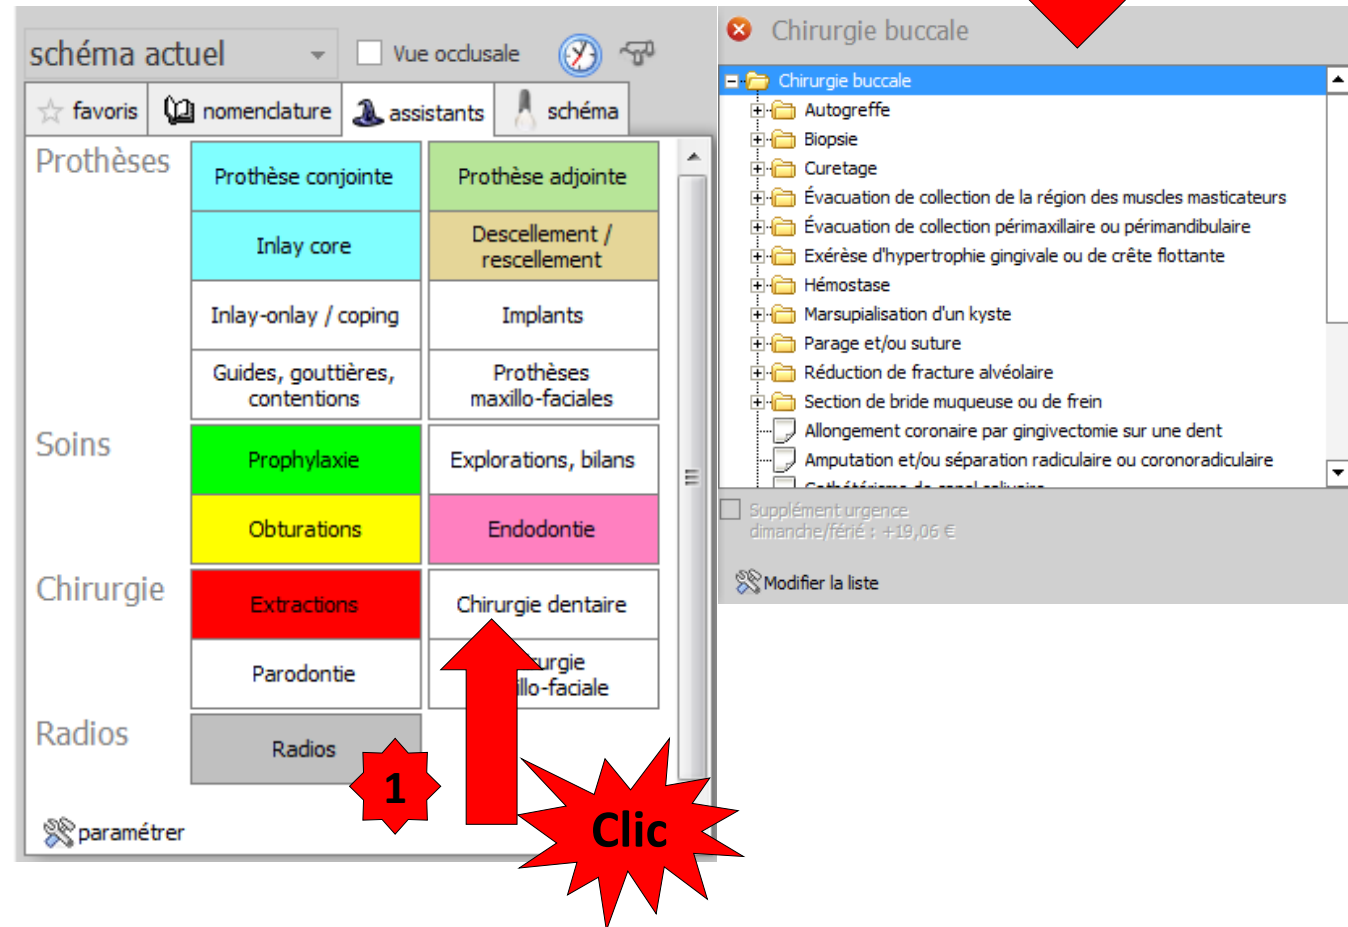 schéma actuel
Vue occlusale
favoris
nomenclature
assistants
schéma
Prothèses
Prothèse conjointe
Prothèse adjointe
Inlay core
Descellement /
rescellement
Inlay-onlay / coping
Implants
Guides, gouttières,
contentions
Prothèses
maxillo-faciales
Soins
Prophylaxie
Explorations, bilans
Obturations
Endodontie
Chirurgie
Extractions
Chirurgie dentaire
Parodontie
Radios
Radios
1
Clic
paramétrer
Chirurgie buccale
Chirurgie buccale
Autogreffe
Biopsie
Curetage
Évacuation de collection de la région des muscles masticateurs
Évacuation de collection périmaxillaire ou périmandibulaire
Exérèse d'hypertrophie gingivale ou de crête flottante
Hémostase
Marsupialisation d'un kyste
Parage et/ou suture
Réduction de fracture alvéolaire
Section de bride muqueuse ou de frein
Allongement coronaire par gingivectomie sur une dent
Amputation et/ou séparation radiculaire ou coronoradiculaire
Supplément urgence
dimanche/férié : +19,06 €
Modifier la liste